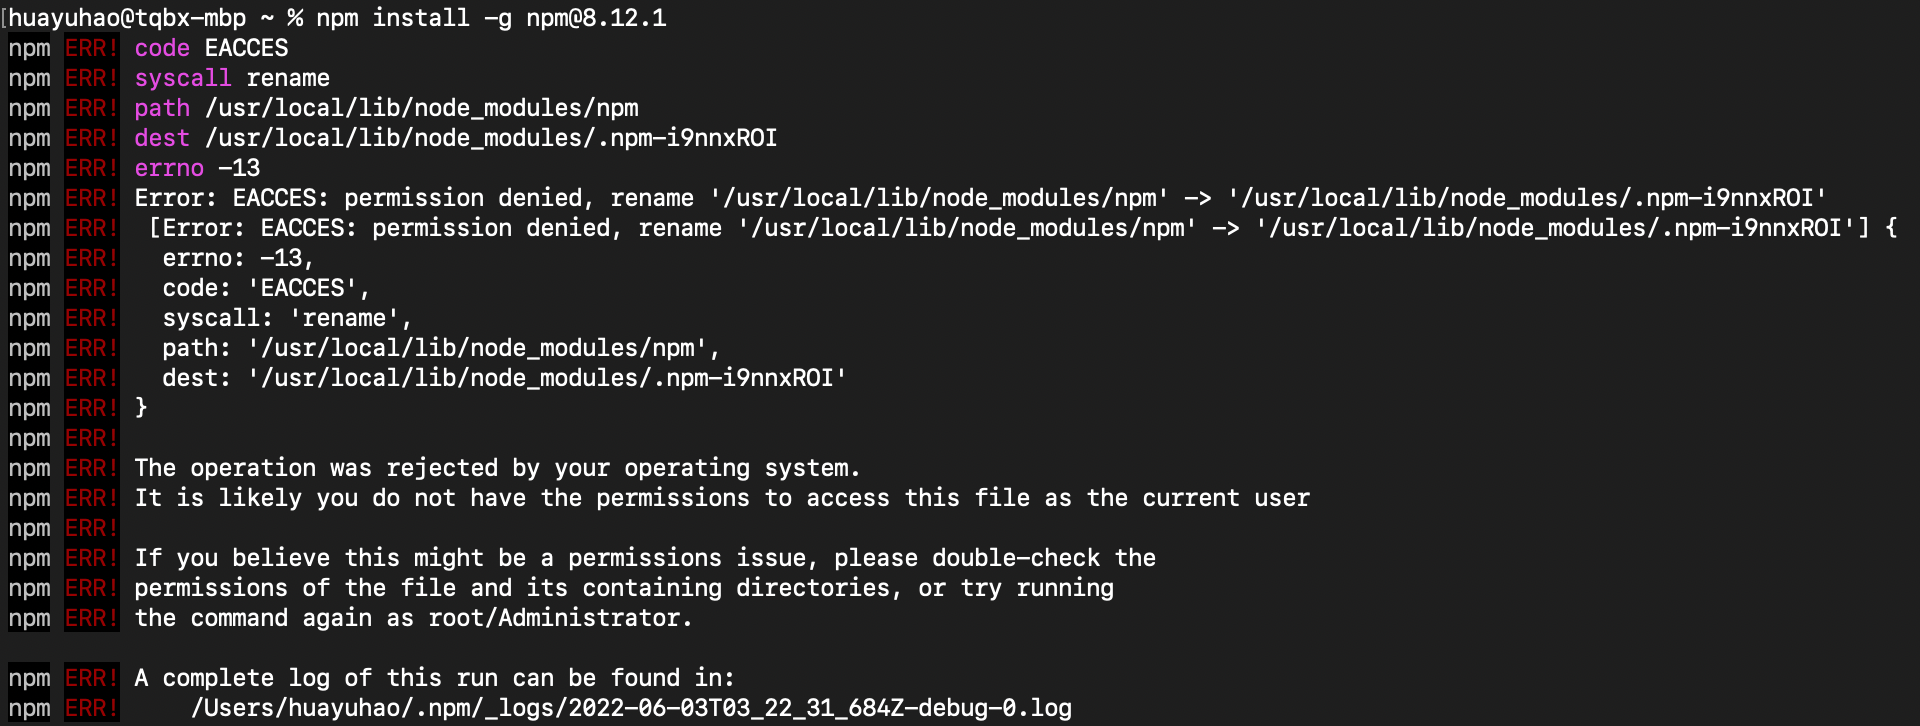 [huayuhao@tqbx-mbp ~ % npm install -g npm@8.12.1
npm ERR! code EACCES
npm ERR! syscall rename
npm ERR! path /usr/local/lib/node_modules/npm
npm ERR! dest /usr/local/lib/node_modules/.npm-i9nnxROI
npm ERR! errno -13
npm ERR! Error: EACCES: permission denied, rename '/usr/local/lib/node_modules/npm' -> '/usr/local/lib/node_modules/.npm-i9nnxROI'
npm ERR!  [Error: EACCES: permission denied, rename '/usr/local/lib/node_modules/npm' -> '/usr/local/lib/node_modules/.npm-i9nnxROI'] {
npm ERR!   errno: -13,
npm ERR!   code: 'EACCES',
npm ERR!   syscall: 'rename',
npm ERR!   path: '/usr/local/lib/node_modules/npm',
npm ERR!   dest: '/usr/local/lib/node_modules/.npm-i9nnxROI'
npm ERR! }
npm ERR!
npm ERR! The operation was rejected by your operating system.
npm ERR! It is likely you do not have the permissions to access this file as the current user
npm ERR!
npm ERR! If you believe this might be a permissions issue, please double-check the
npm ERR! permissions of the file and its containing directories, or try running
npm ERR! the command again as root/Administrator.
npm ERR! A complete log of this run can be found in:
npm ERR!     /Users/huayuhao/.npm/_logs/2022-06-03T03_22_31_684Z-debug-0.log